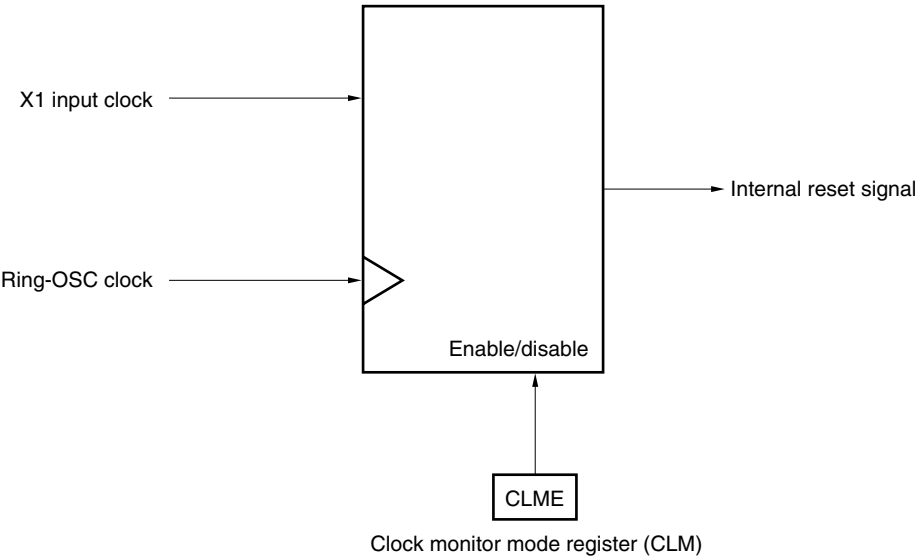 X1 input clock
Internal reset signal
Ring-OSC clock
Enable/disable
CLME
Clock monitor mode register (CLM)